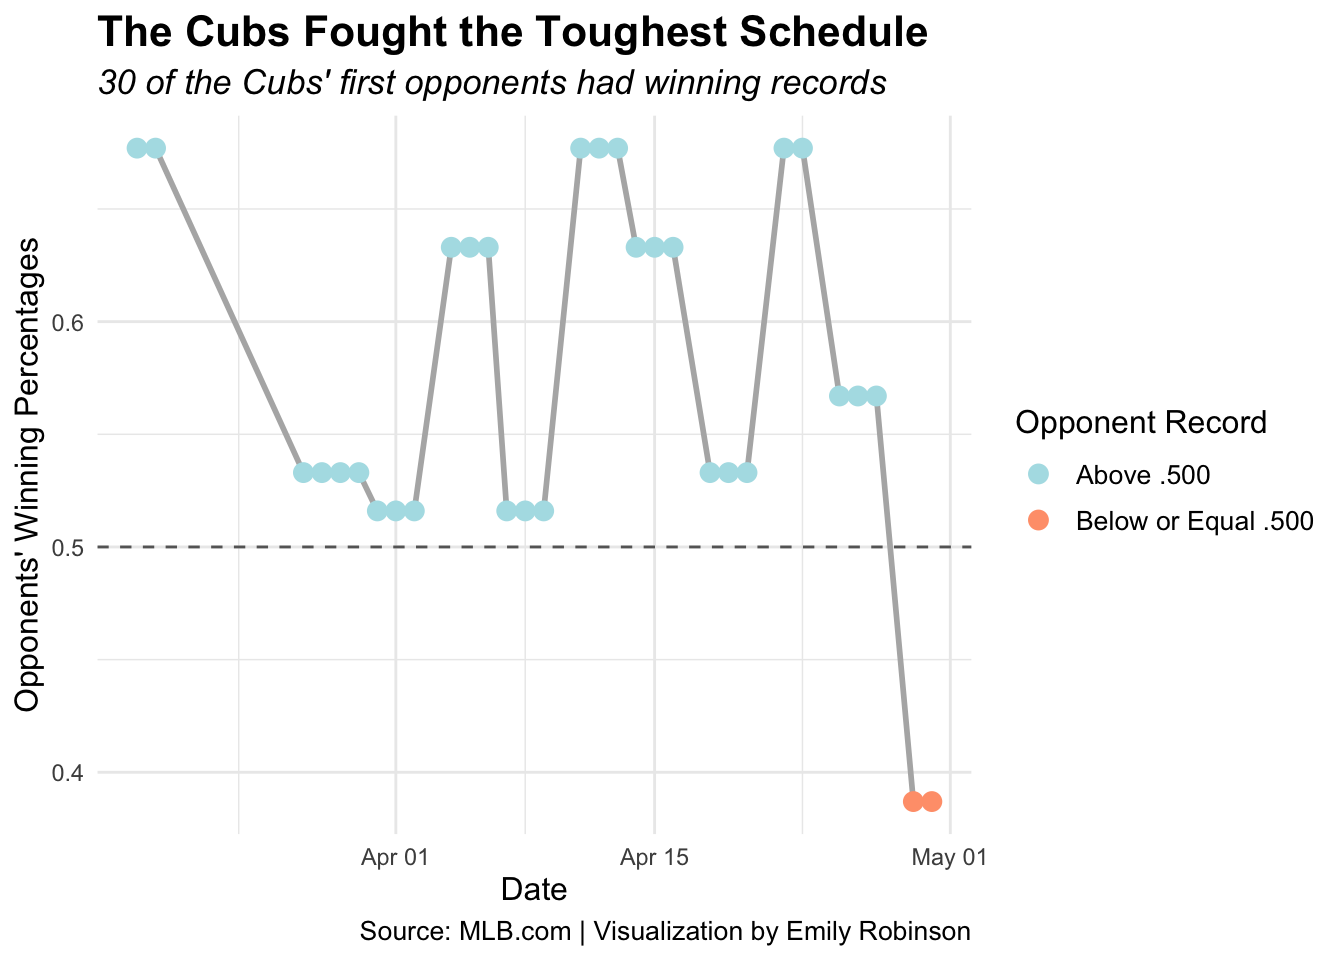 The Cubs Fought the Toughest Schedule
30 of the Cubs' first opponents had winning records
Opponents' Winning Percentages
0.6
0.5
0.4
Apr 01
Apr 15
May 01
Date
Opponent Record
Above .500
Below or Equal .500
Source: MLB.com | Visualization by Emily Robinson